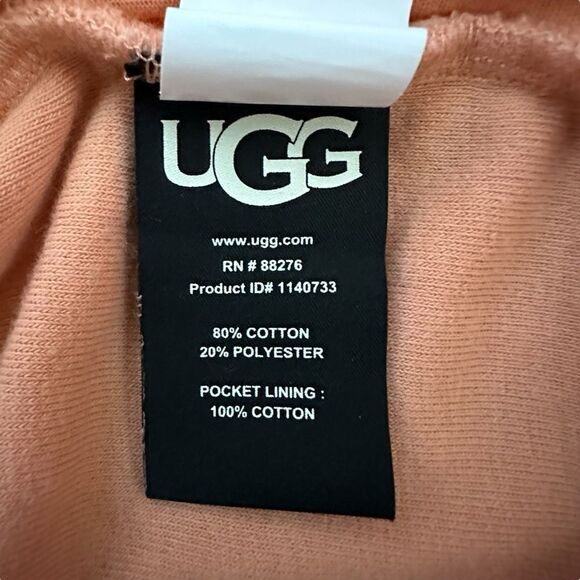 UGG
www.ugg.com
RN # 88276
Product ID# 1140733
80% COTTON
20% POLYESTER
POCKET LINING :
100% COTTON